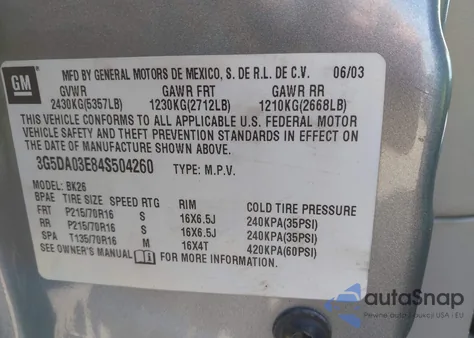 GM
MFD BY GENERAL MOTORS DE MEXICO, S. DE R.L. DE C.V. 06/03
GVWR GAWR FRT GAWR RR
2430KG(5357LB) 1230KG(2712LB) 1210KG(2668LB)
THIS VEHICLE CONFORMS TO ALL APPLICABLE U.S. FEDERAL MOTOR
VEHICLE SAFETY AND THEFT PREVENTION STANDARDS IN EFFECT ON
THE DATE OF MANUFACTURE SHOWN ABOVE.
3G5DA03E84S504260 TYPE: M.P.V.
MODEL: BK26
BPAE TIRE SIZE SPEED RTG RIM COLD TIRE PRESSURE
FRT P215/70R16 S 16X6.5J 240KPA(35PSI)
RR P215/70R16 S 16X6.5J 240KPA(35PSI)
SPA T135/70R16 M 16X4T 420KPA(60PSI)
SEE OWNER'S MANUAL FOR MORE INFORMATION.
autoSnap